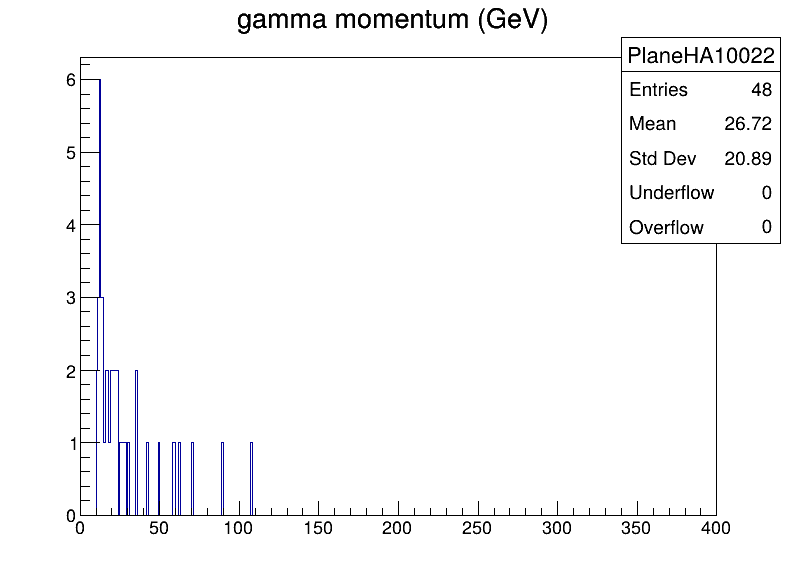 gamma momentum (GeV)
PlaneHA10022
Entries 48
Mean 26.72
Std Dev 20.89
Underflow 0
Overflow 0
6
5
4
3
2
1
0
0 50 100 150 200 250 300 350 400